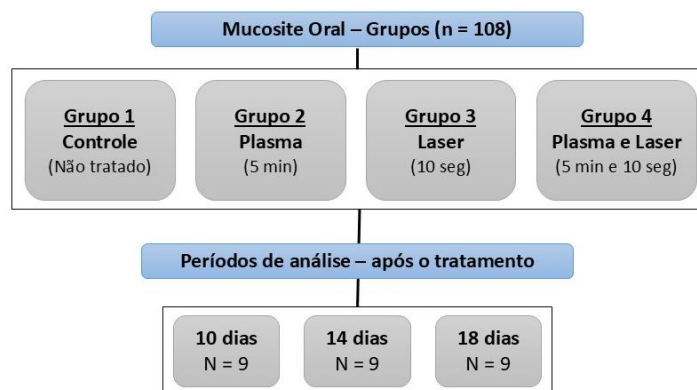 Mucosite Oral – Grupos (n = 108)
Grupo 1
Controle
(Não tratado)
Grupo 2
Plasma
(5 min)
Grupo 3
Laser
(10 seg)
Grupo 4
Plasma e Laser
(5 min e 10 seg)
Períodos de análise – após o tratamento
10 dias
N = 9
14 dias
N = 9
18 dias
N = 9